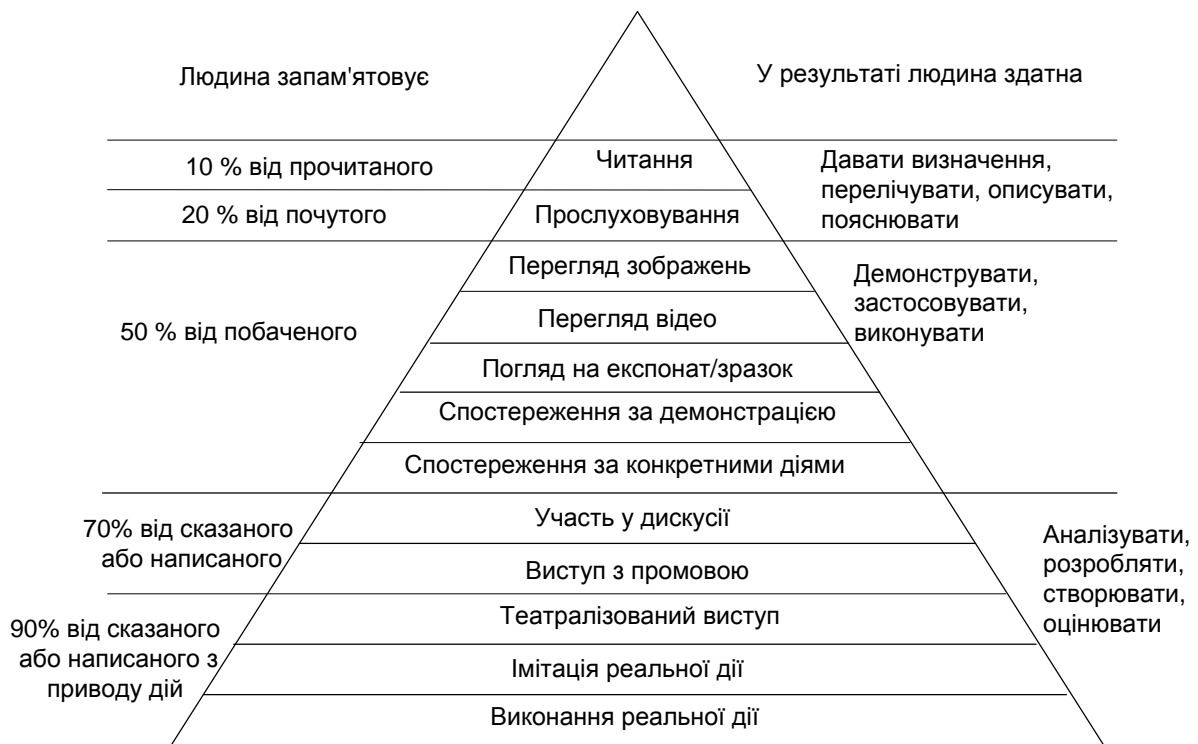 Людина запам'ятовує
У результаті людина здатна
10 % від прочитаного
Читання
Давати визначення,
перелічувати, описувати,
пояснювати
20 % від почутого
Прослуховування
50 % від побаченого
Перегляд зображень
Перегляд відео
Погляд на експонат/зразок
Спостереження за демонстрацією
Спостереження за конкретними діями
Демонструвати,
застосовувати,
виконувати
70% від сказаного
або написаного
Участь у дискусії
Виступ з промовою
Аналізувати,
розробляти,
створювати,
оцінювати
90% від сказаного
або написаного з
приводу дій
Театралізований виступ
Імітація реальної дії
Виконання реальної дії